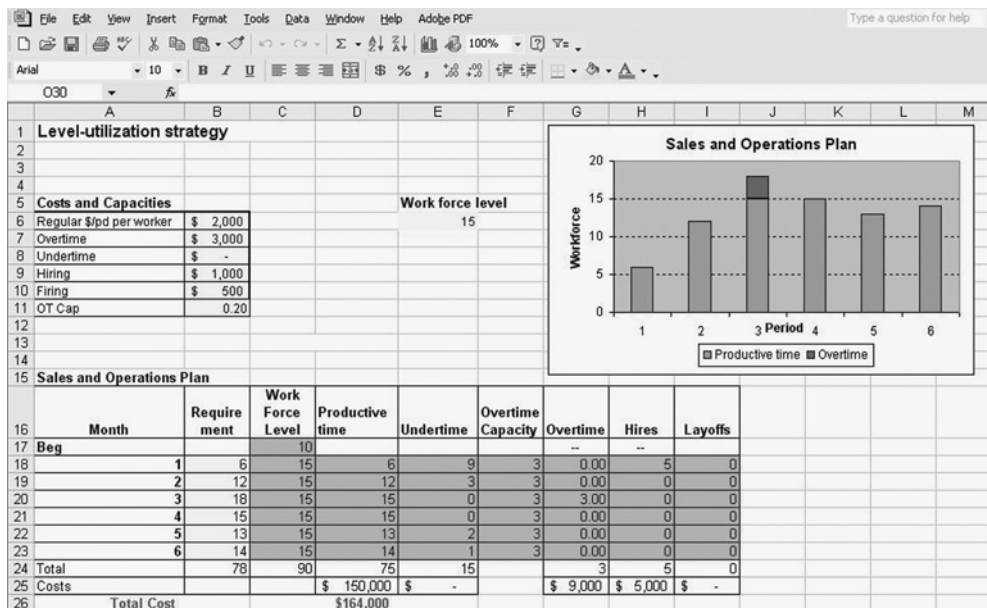 File Edit View Insert Format Tools Data Window Help Adobe PDF
Type a question for help
100%
Arial 10 B I U $ % ,
O30 fx
A B C D E F G H I J K L M
1 Level-utilization strategy
2
3
4
5 Costs and Capacities Work force level
6 Regular $/pd per worker $ 2,000 15
7 Overtime $ 3,000
8 Undertime $ -
9 Hiring $ 1,000
10 Firing $ 500
11 OT Cap 0.20
12
13
14
Sales and Operations Plan
20
15
10
5
0
Workforce
1 2 3 4 5 6
Period
Productive time Overtime
15 Sales and Operations Plan
16 Month Require ment Work Force Level Productive time Undertime Overtime Capacity Overtime Hires Layoffs
17 Beg 10 -- --
18 1 6 15 6 9 3 0.00 5 0
19 2 12 15 12 3 3 0.00 0 0
20 3 18 15 15 0 3 3.00 0 0
21 4 15 15 15 0 3 0.00 0 0
22 5 13 15 13 2 3 0.00 0 0
23 6 14 15 14 1 3 0.00 0 0
24 Total 78 90 75 15 3 5 0
25 Costs $ 150,000 $ - $ 9,000 $ 5,000 $ -
26 Total Cost $164,000